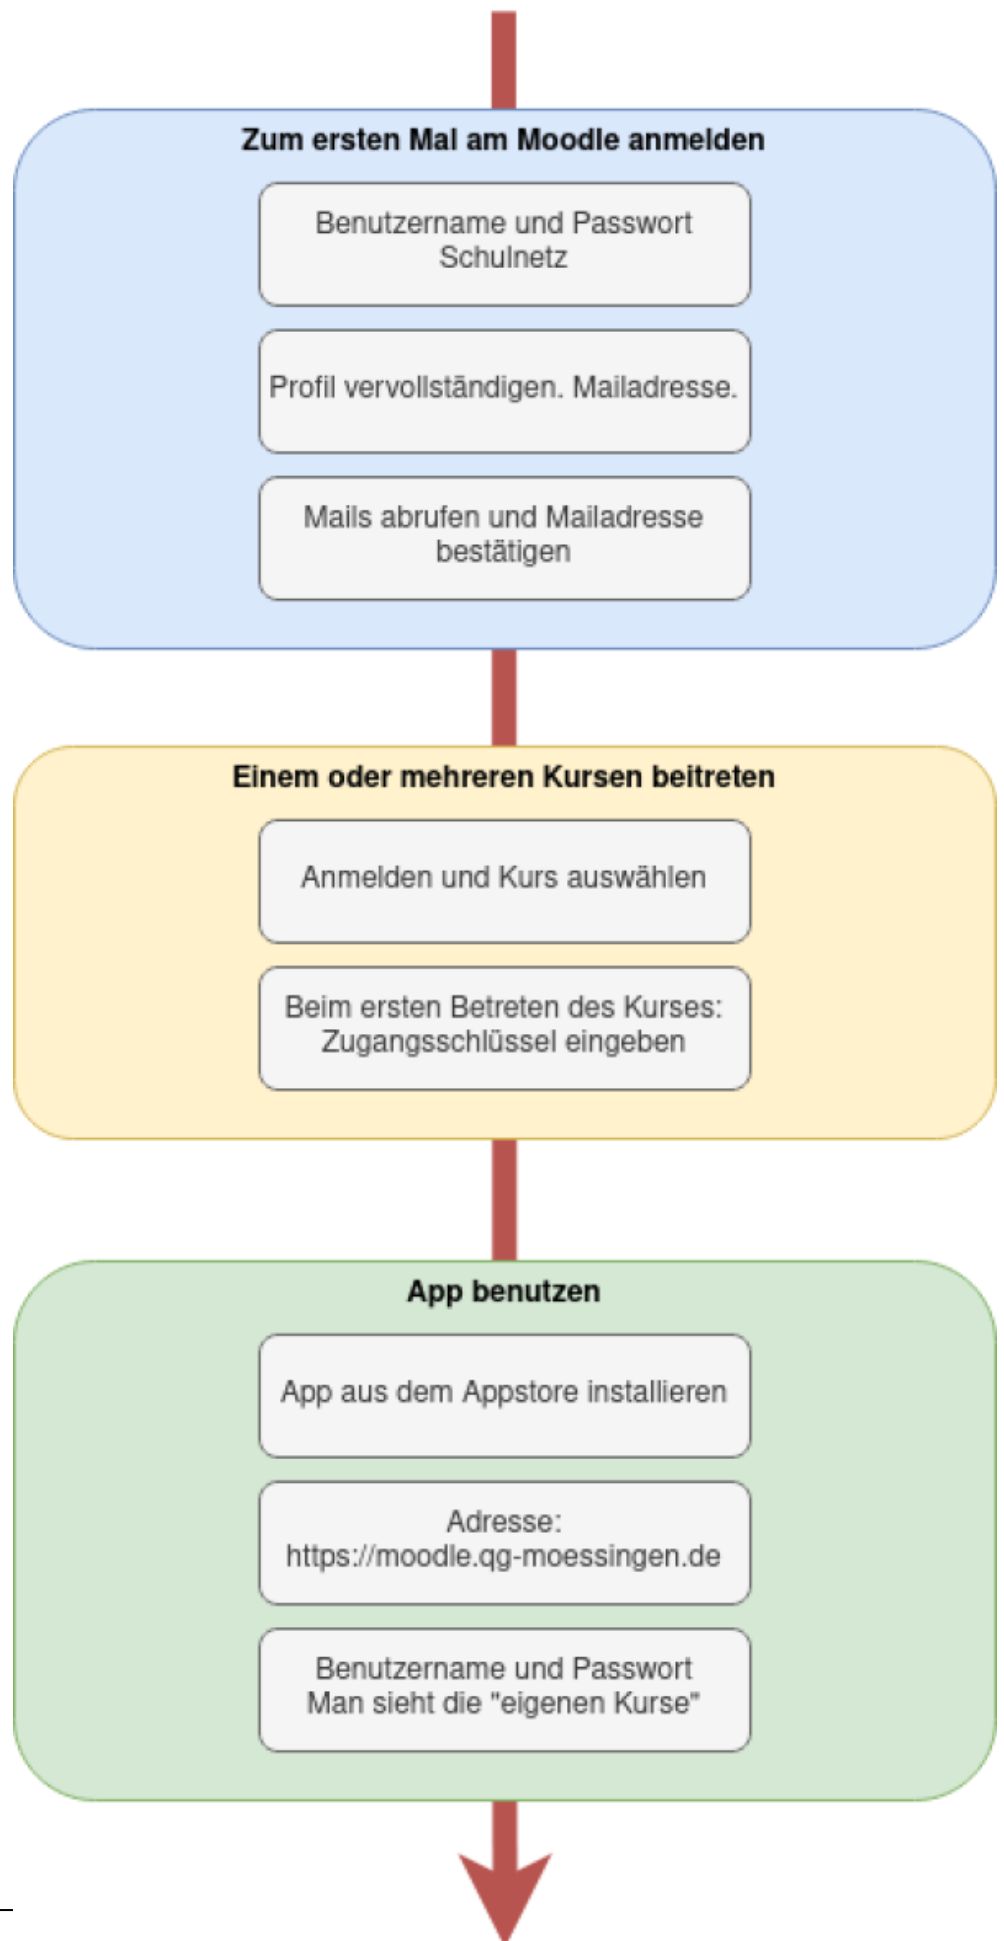 Zum ersten Mal am Moodle anmelden
Benutzername und Passwort
Schulnetz
Profil vervollständigen. Mailadresse.
Mails abrufen und Mailadresse
bestätigen
Einem oder mehreren Kursen beitreten
Anmelden und Kurs auswählen
Beim ersten Betreten des Kurses:
Zugangsschlüssel eingeben
App benutzen
App aus dem Appstore installieren
Adresse:
https://moodle.qg-moessingen.de
Benutzername und Passwort
Man sieht die "eigenen Kurse"